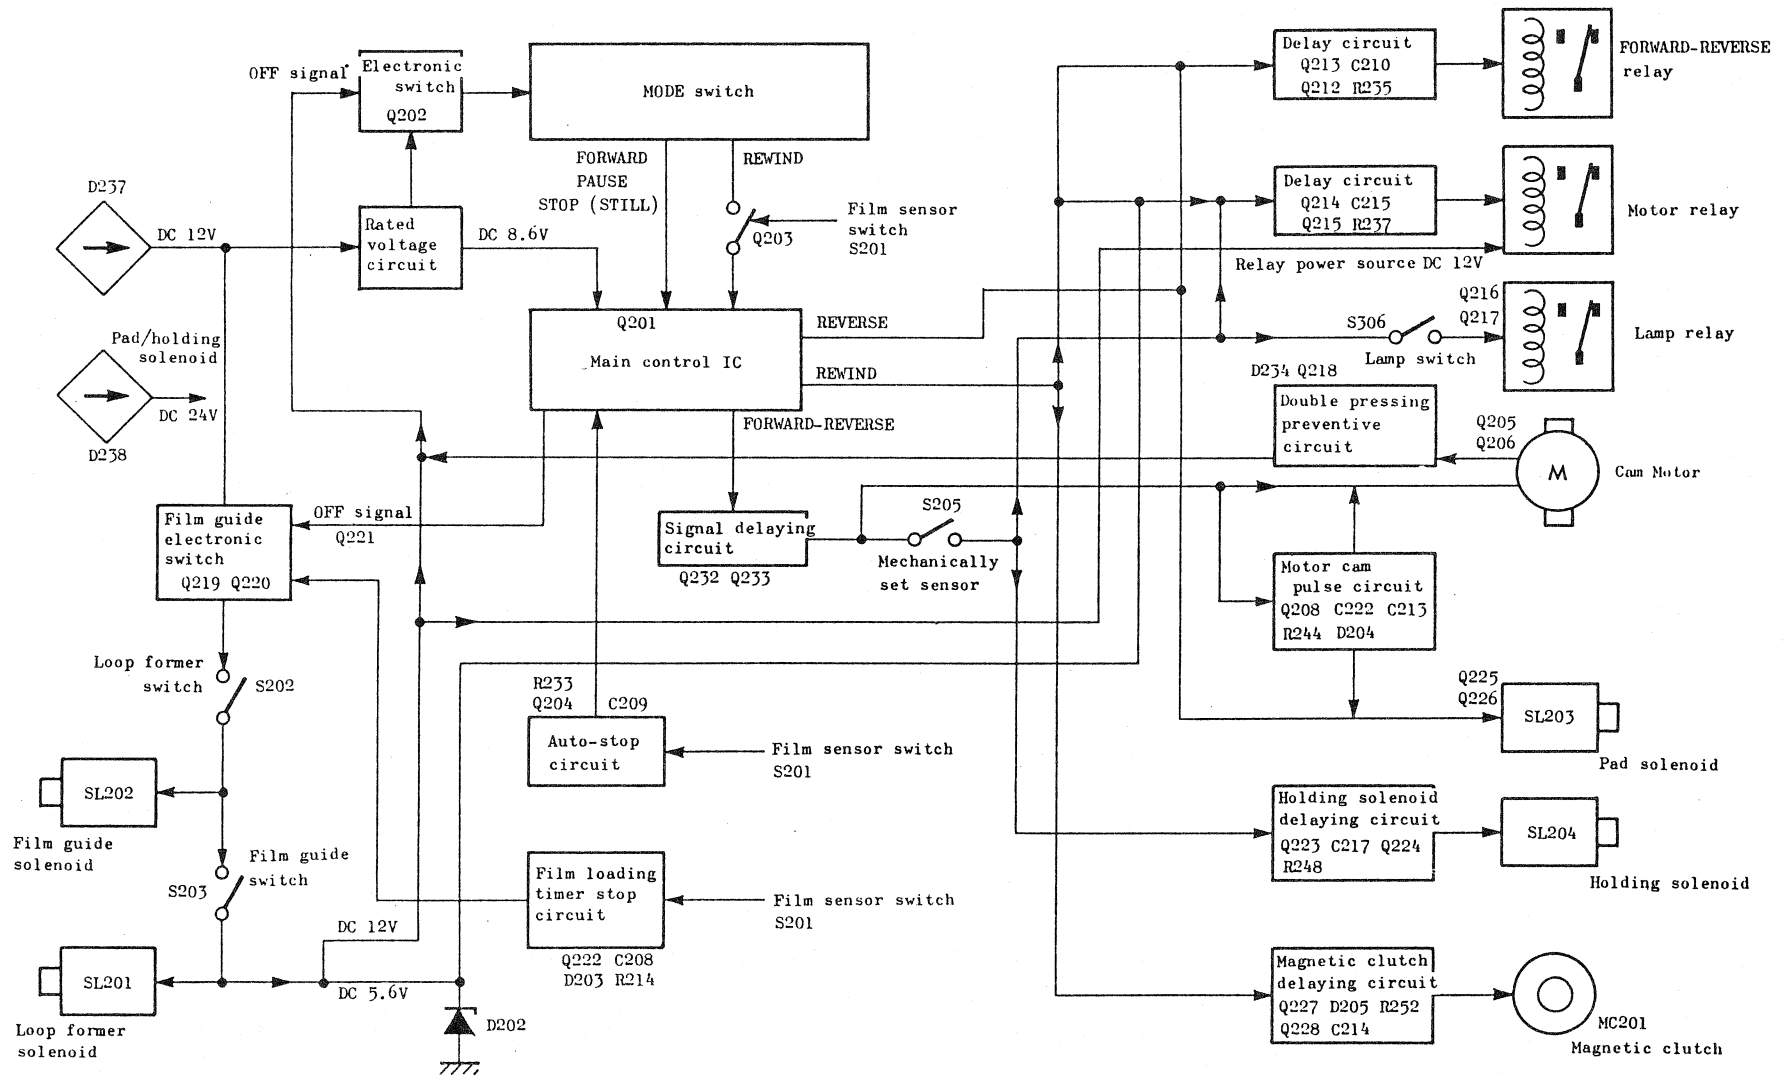 OFF signal
Electronic
switch
Q202
MODE switch
Delay circuit
Q213 C210
Q212 R235
FORWARD-REVERSE
relay
FORWARD
PAUSE
STOP (STILL)
REWIND
D237
DC 12V
Rated
voltage
circuit
DC 8.6V
Q203
Film sensor
switch
S201
Delay circuit
Q214 C215
Q215 R237
Motor relay
Relay power source DC 12V
Pad/holding
solenoid
DC 24V
D238
Q201
Main control IC
REVERSE
REWIND
FORWARD-REVERSE
S306
Lamp switch
Q216
Q217
Lamp relay
D234 Q218
Double pressing
preventive
circuit
Q205
Q206
M
Cam Motor
Film guide
electronic
switch
Q219 Q220
OFF signal
Q221
Signal delaying
circuit
Q232 Q233
S205
Mechanically
set sensor
Motor cam
pulse circuit
Q208 C222 C213
R244 D204
Loop former
switch
S202
R233
Q204
C209
Auto-stop
circuit
Film sensor switch
S201
Q225
Q226
SL203
Pad solenoid
SL202
Film guide
solenoid
Film guide
switch
S203
Holding solenoid
delaying circuit
Q223 C217 Q224
R248
SL204
Holding solenoid
Film loading
timer stop
circuit
Q222 C208
D203 R214
Film sensor switch
S201
DC 12V
DC 5.6V
SL201
Loop former
solenoid
D202
Magnetic clutch
delaying circuit
Q227 D205 R252
Q228 C214
MC201
Magnetic clutch